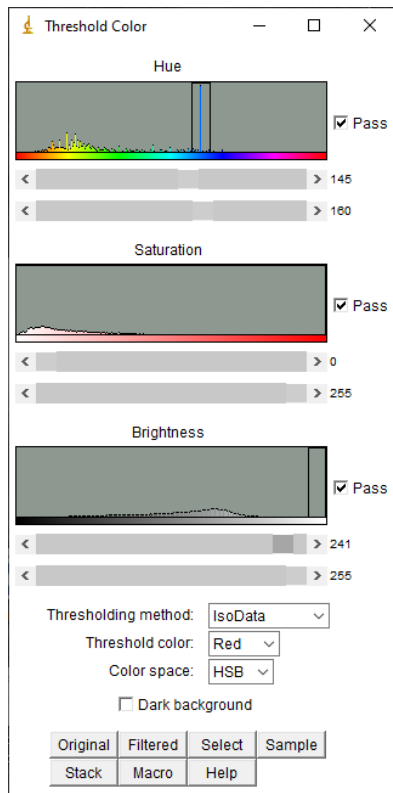 Threshold Color
Hue
Pass
145
160
Saturation
Pass
0
255
Brightness
Pass
241
255
Thresholding method: IsoData
Threshold color: Red
Color space: HSB
Dark background
Original Filtered Select Sample
Stack Macro Help